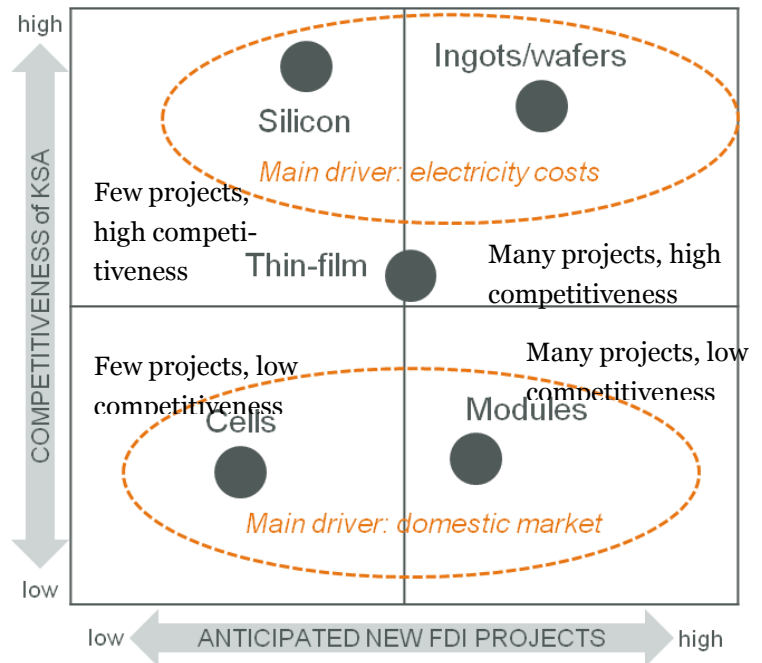 high
Ingots/wafers
Silicon
Main driver: electricity costs
Few projects,
high competi-
tiveness
Thin-film
Many projects, high
competitiveness
COMPETITIVENESS of KSA
Few projects, low
competitiveness
Many projects, low
competitiveness
Cells
Modules
Main driver: domestic market
low
low
ANTICIPATED NEW FDI PROJECTS
high